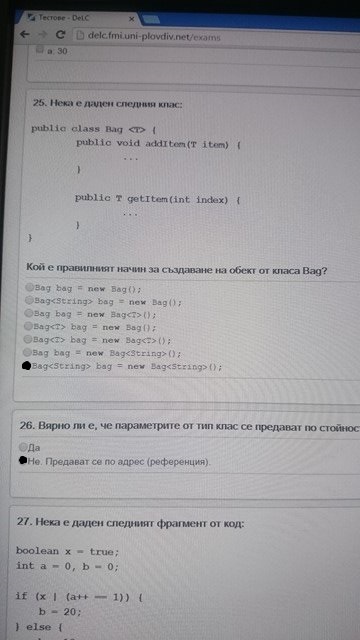 Тестове - DeLC
delc.fmi.uni-plovdiv.net/exams
a 30
25. Нека е даден следния клас:
public class Bag <T> {
public void addItem(T item) {
...
}
public T getItem(int index) {
...
}
}
Кой е правилният начин за създаване на обект от класа Bag?
Bag bag = new Bag();
Bag<String> bag = new Bag();
Bag bag = new Bag<T>();
Bag<T> bag = new Bag();
Bag<T> bag = new Bag<T>();
Bag bag = new Bag<String>();
Bag<String> bag = new Bag<String>();
26. Вярно ли е, че параметрите от тип клас се предават по стойнос
Да
Не. Предават се по адрес (референция).
27. Нека е даден следният фрагмент от код:
boolean x = true;
int a = 0, b = 0;
if (x | (a++ == 1)) {
b = 20;
} else {